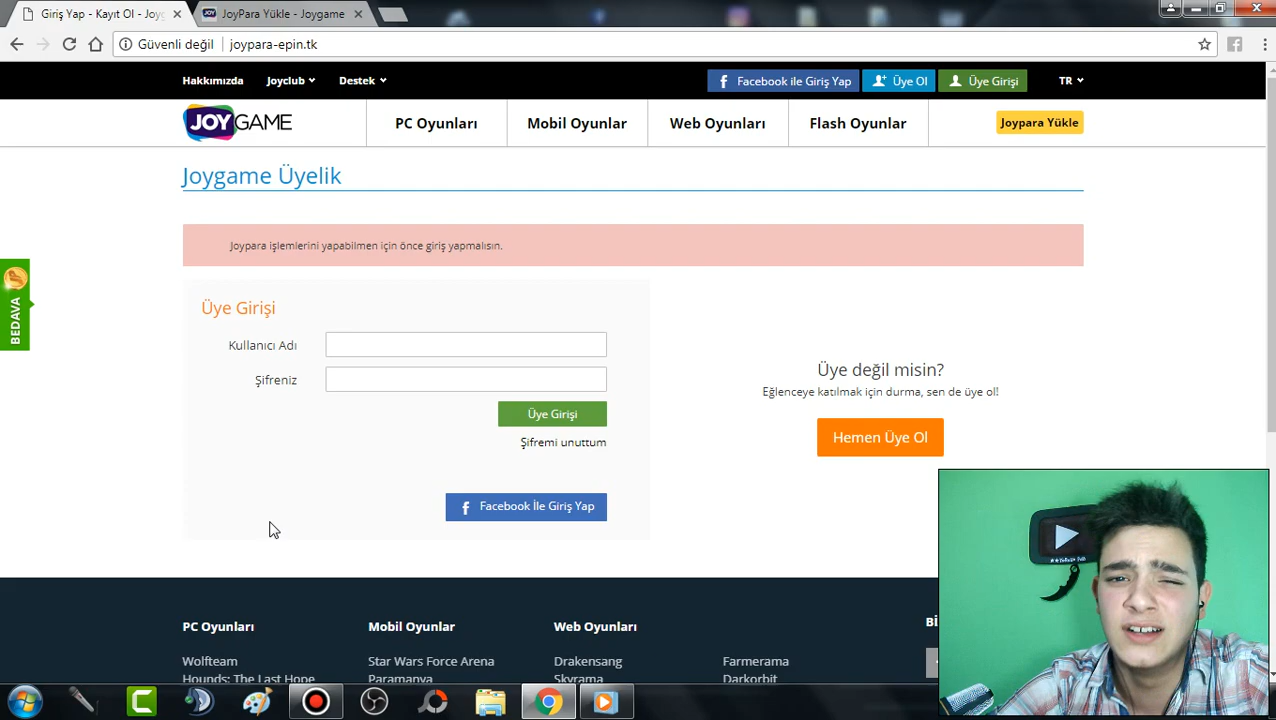 Giriş Yap - Kayıt Ol - Joy
JoyPara Yükle - Joygame
Güvenli değil joypara-epin.tk
Hakkımızda Joyclub Destek Facebook ile Giriş Yap Üye Ol Üye Girişi TR
JOYGAME PC Oyunları Mobil Oyunlar Web Oyunları Flash Oyunlar Joypara Yükle
Joygame Üyelik
Joypara işlemlerini yapabilmen için önce giriş yapmalısın.
BEDAVA
Üye Girişi
Kullanıcı Adı
Şifreniz
Üye Girişi
Şifremi unuttum
Facebook İle Giriş Yap
Üye değil misin?
Eğlenceye katılmak için durma, sen de üye ol!
Hemen Üye Ol
PC Oyunları Mobil Oyunlar Web Oyunları
Wolfteam Star Wars Force Arena Drakensang Farmerama
Hounds: The Last Hope Paramanya Skyrama Darkorbit